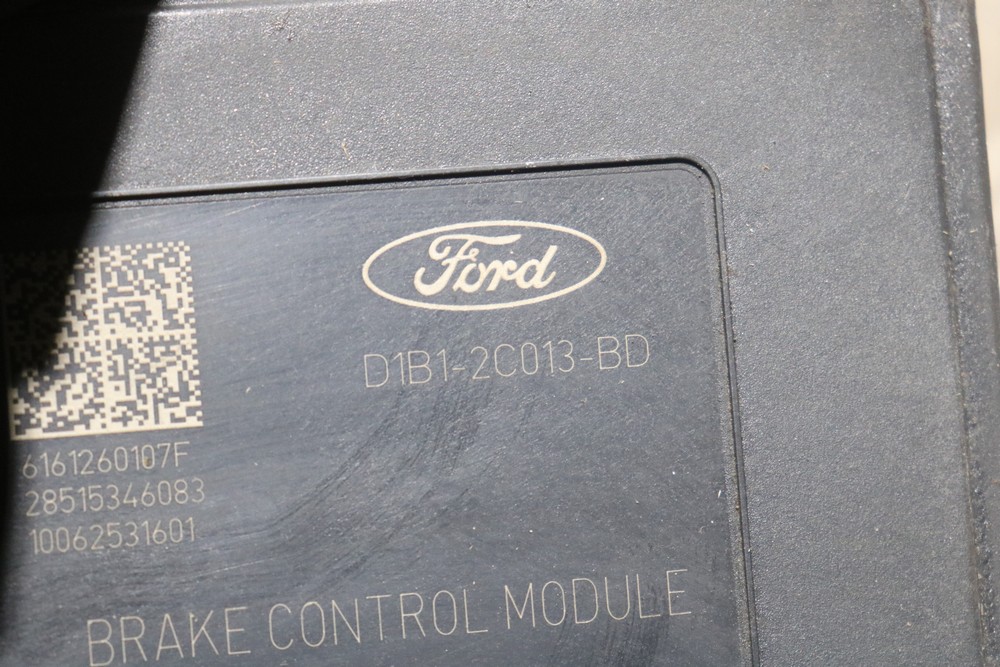 Ford
D1B1-2C013-BD
6161260107F
28515346083
10062531601
BRAKE CONTROL MODULE